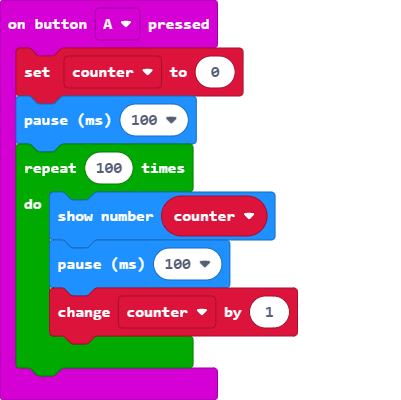 on button A pressed
set counter to 0
pause (ms) 100
repeat 100 times
do
show number counter
pause (ms) 100
change counter by 1